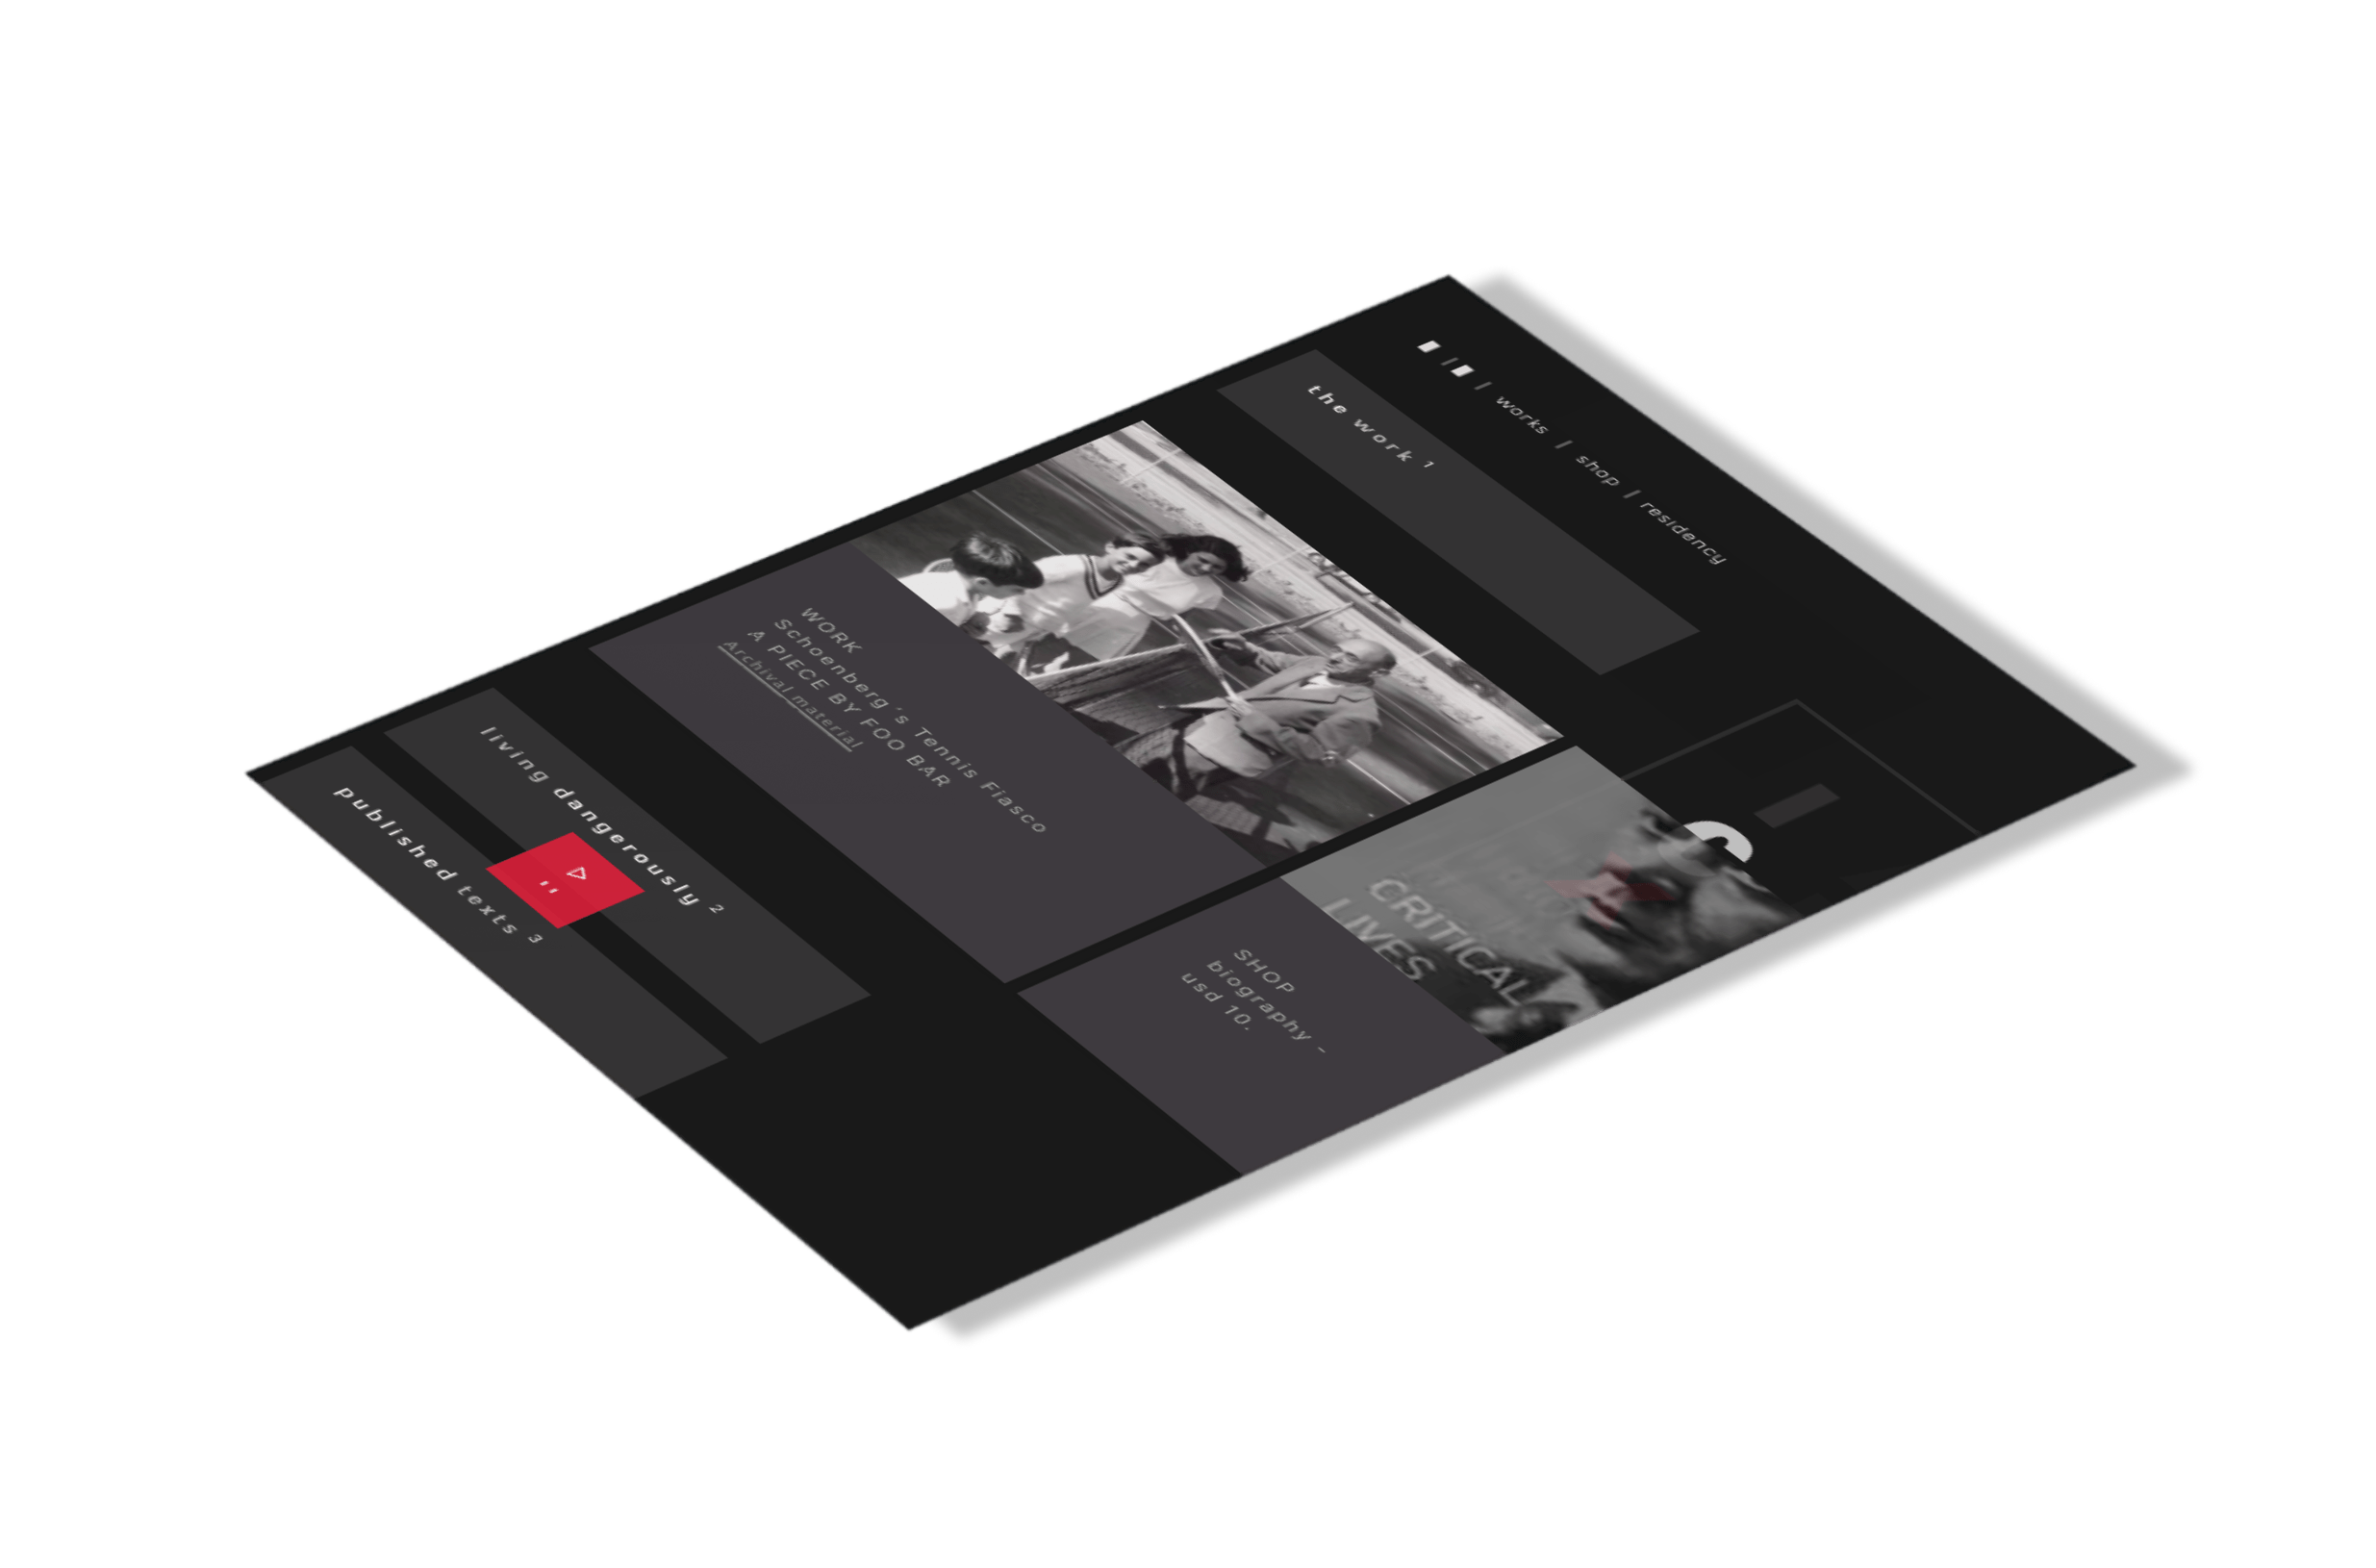 | | works | shop | residency
the work 1
WORK
Schoenberg 's Tennis Fiasco
A PIECE BY FOO BAR
Archival material
CRITICAL
LIVES
SHOP
biography –
usd 10.
living dangerously 2
published texts 3